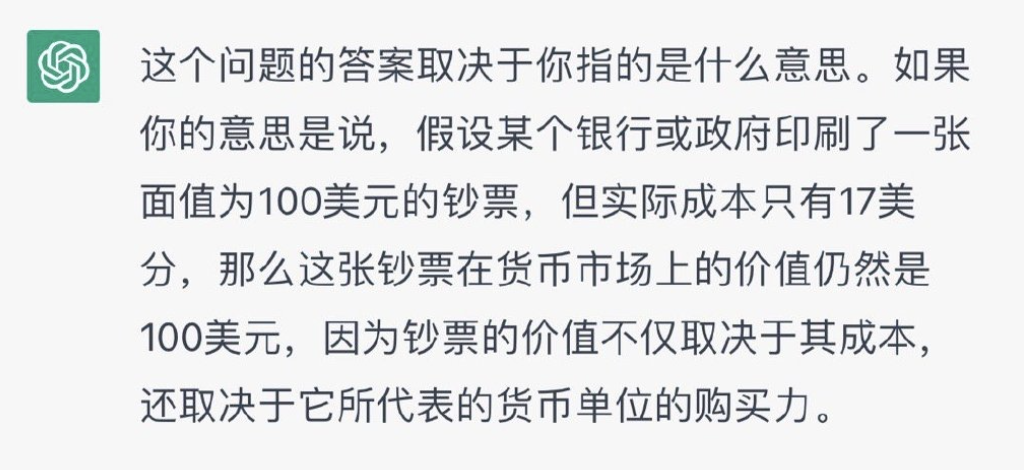 这个问题的答案取决于你指的是什么意思。如果
你的意思是说，假设某个银行或政府印刷了一张
面值为100美元的钞票，但实际成本只有17美
分，那么这张钞票在货币市场上的价值仍然是
100美元，因为钞票的价值不仅取决于其成本，
还取决于它所代表的货币单位的购买力。